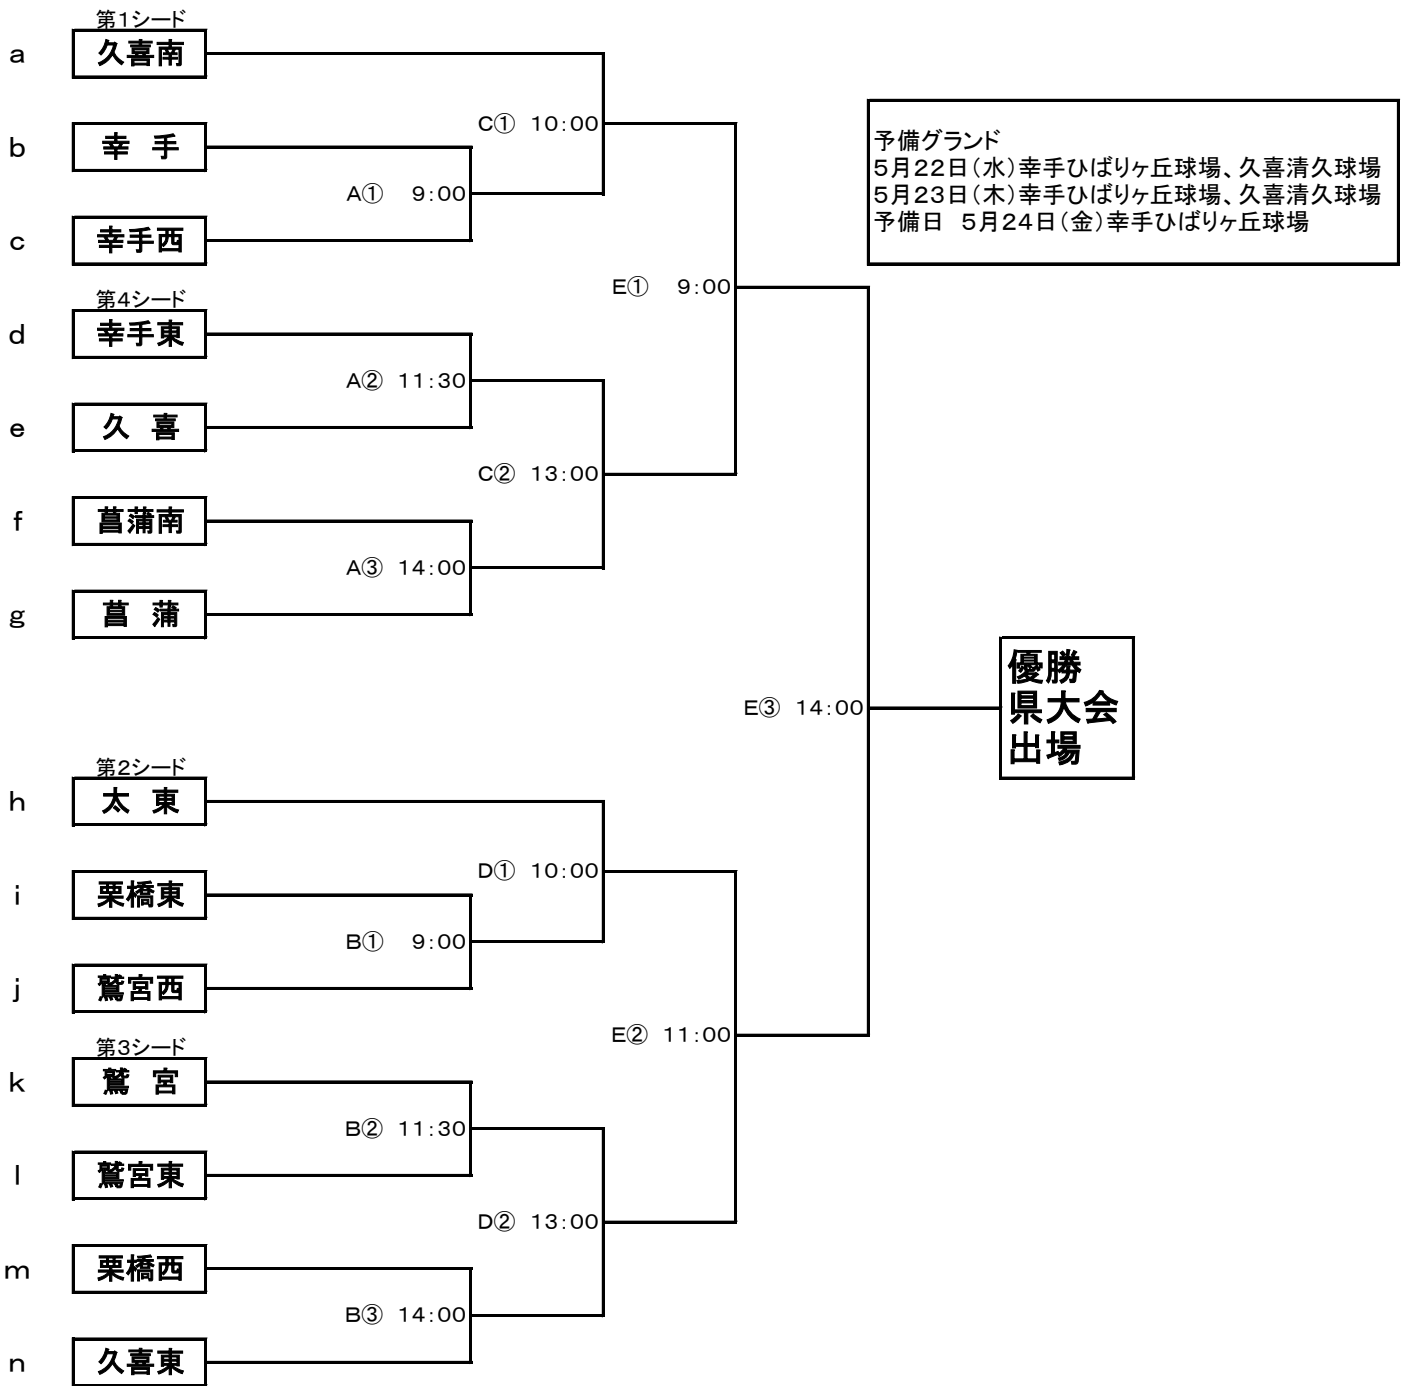 第1シード
a 久喜南
C① 10:00
b 幸 手
A① 9:00
c 幸手西
E① 9:00
第4シード
d 幸手東
A② 11:30
e 久 喜
C② 13:00
f 菖蒲南
A③ 14:00
g 菖 蒲
予備グランド
5月22日(水)幸手ひばりヶ丘球場、久喜清久球場
5月23日(木)幸手ひばりヶ丘球場、久喜清久球場
予備日 5月24日(金)幸手ひばりヶ丘球場
E③ 14:00
優勝
県大会
出場
第2シード
h 太 東
D① 10:00
i 栗橋東
B① 9:00
j 鷲宮西
E② 11:00
第3シード
k 鷲 宮
B② 11:30
l 鷲宮東
D② 13:00
m 栗橋西
B③ 14:00
n 久喜東